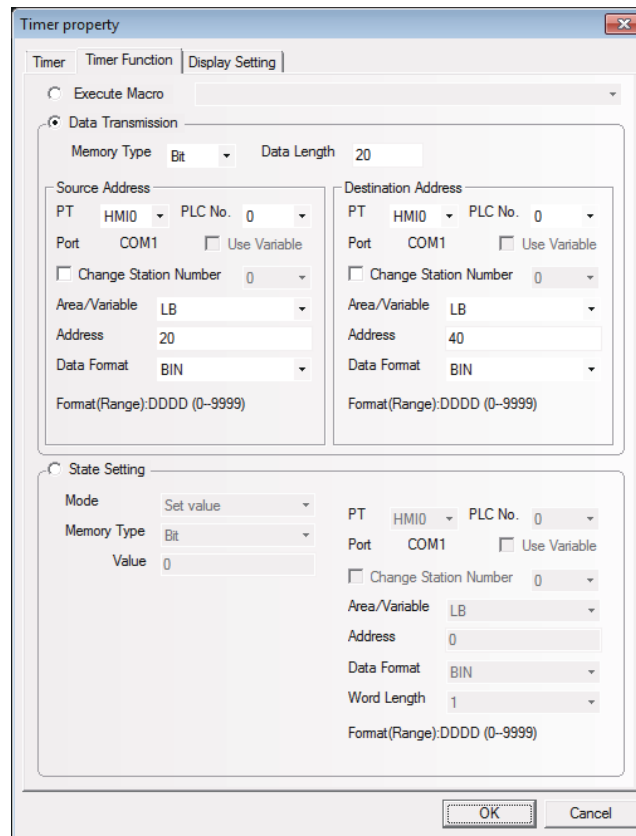 Timer property
Timer Timer Function Display Setting
Execute Macro
Data Transmission
Memory Type Bit Data Length 20
Source Address
PT HMI0 PLC No. 0
Port COM1 Use Variable
Change Station Number 0
Area/Variable LB
Address 20
Data Format BIN
Format(Range):DDDD (0--9999)
Destination Address
PT HMI0 PLC No. 0
Port COM1 Use Variable
Change Station Number 0
Area/Variable LB
Address 40
Data Format BIN
Format(Range):DDDD (0--9999)
State Setting
Mode Set value
Memory Type Bit
Value 0
PT HMI0 PLC No. 0
Port COM1 Use Variable
Change Station Number 0
Area/Variable LB
Address 0
Data Format BIN
Word Length 1
Format(Range):DDDD (0--9999)
OK Cancel